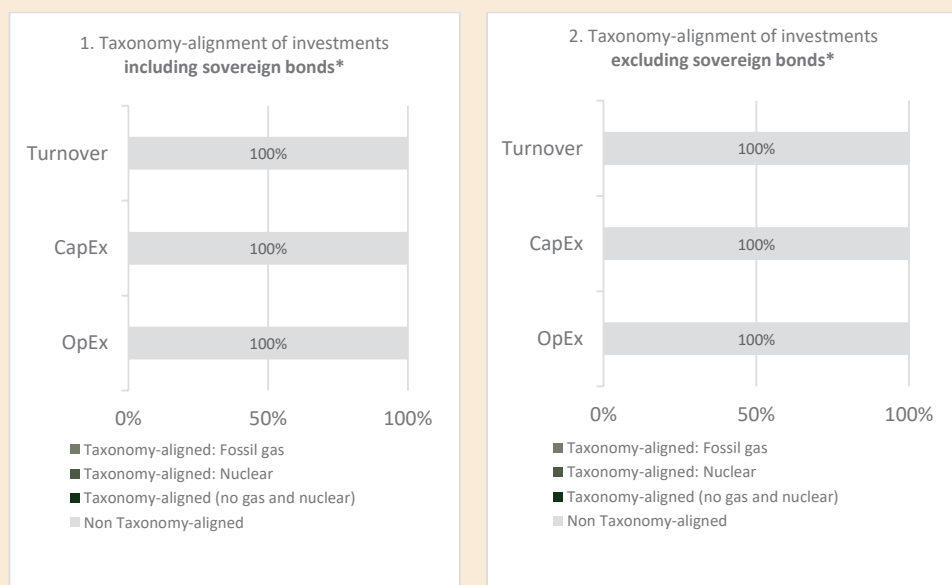 1. Taxonomy-alignment of investments
including sovereign bonds*
Turnover
100%
CapEx
100%
OpEx
100%
0%
50%
100%
Taxonomy-aligned: Fossil gas
Taxonomy-aligned: Nuclear
Taxonomy-aligned (no gas and nuclear)
Non Taxonomy-aligned
2. Taxonomy-alignment of investments
excluding sovereign bonds*
Turnover
100%
CapEx
100%
OpEx
100%
0%
50%
100%
Taxonomy-aligned: Fossil gas
Taxonomy-aligned: Nuclear
Taxonomy-aligned (no gas and nuclear)
Non Taxonomy-aligned